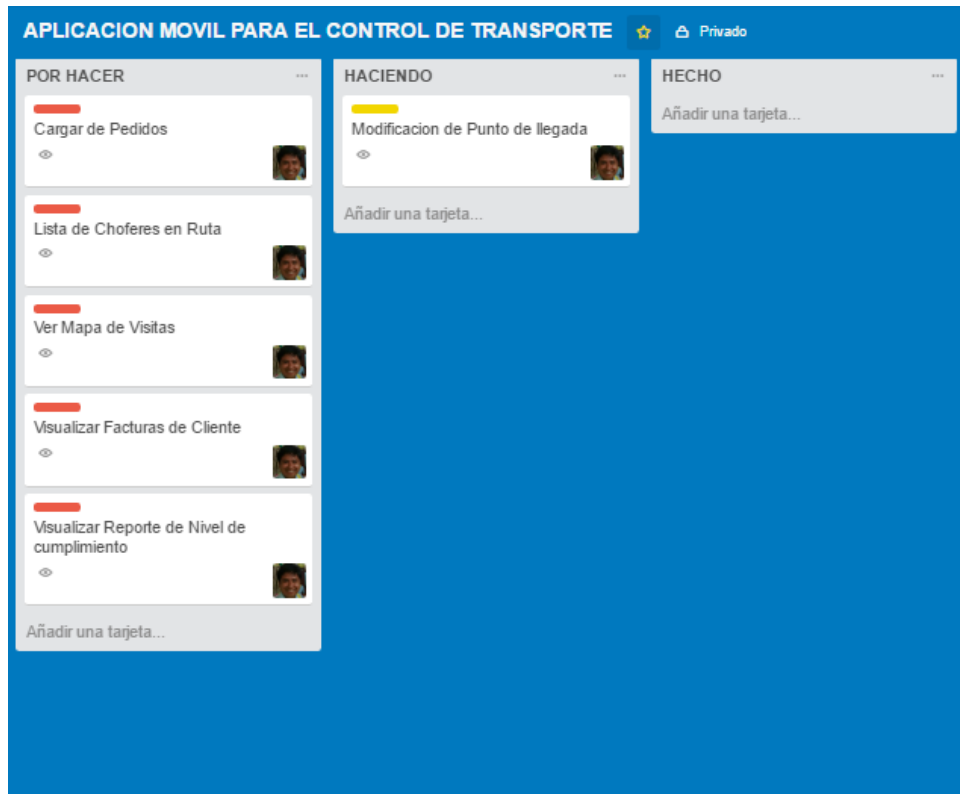 APLICACION MOVIL PARA EL CONTROL DE TRANSPORTE
Privado
POR HACER
Cargar de Pedidos
Lista de Choferes en Ruta
Ver Mapa de Visitas
Visualizar Facturas de Cliente
Visualizar Reporte de Nivel de
cumplimiento
Añadir una tarjeta...
HACIENDO
Modificacion de Punto de llegada
Añadir una tarjeta...
HECHO
Añadir una tarjeta...